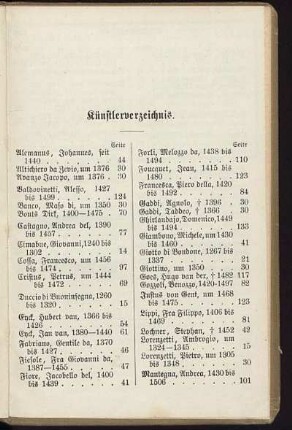 Künstlerverzeichnis.
Seite
Alemanus, Johannes, seit
1440 44
Altichiero da Zevio, um 1376 30
Avanzo Jacopo, um 1376 30
Baldovinetti, Alesso, 1427
bis 1499 124
Banco, Maso di, um 1350 30
Bouts Dirk, 1400—1475 70
Castagno, Andrea del, 1390
bis 1457 77
Cimabue, Giovanni, 1240 bis
1302 14
Cossa, Francesco, um 1456
bis 1474 97
Cristus, Petrus, um 1444
bis 1472 60
Duccio di Buoninsegna, 1260
bis 1320 15
Eyck, Hubert van, 1366 bis
1426 54
Eyck, Jan van, 1380—1440 61
Fabriano, Gentile da, 1370
bis 1427 46
Fiesole, Fra Giovanni da,
1387—1455 47
Fiore, Jacobello del, 1400
bis 1439 41
Seite
Forli, Melozzo da, 1438 bis
1494 110
Foucquet, Jean, 1415 bis
1480 123
Francesca, Piero della, 1420
bis 1492 84
Gaddi, Agnolo, † 1396 30
Gaddi, Taddeo, † 1366 30
Ghirlandajo, Domenico, 1449
bis 1494 133
Giambono, Michele, um 1430
bis 1460 41
Giotto di Bondone, 1267 bis
1337 21
Giottino, um 1350 30
Goes, Hugo van der, † 1482 117
Gozzoli, Benozzo, 1420-1497 82
Justus von Gent, um 1468
bis 1475
Lippi, Fra Filippo, 1406 bis
1469 81
Lochner, Stephan, † 1452 49
Lorenzetti, Ambrogio, um
1324—1345 15
Lorenzetti, Pietro, um 1305
bis 1348 15
Mantegna, Andrea, 1430 bis
1506 101